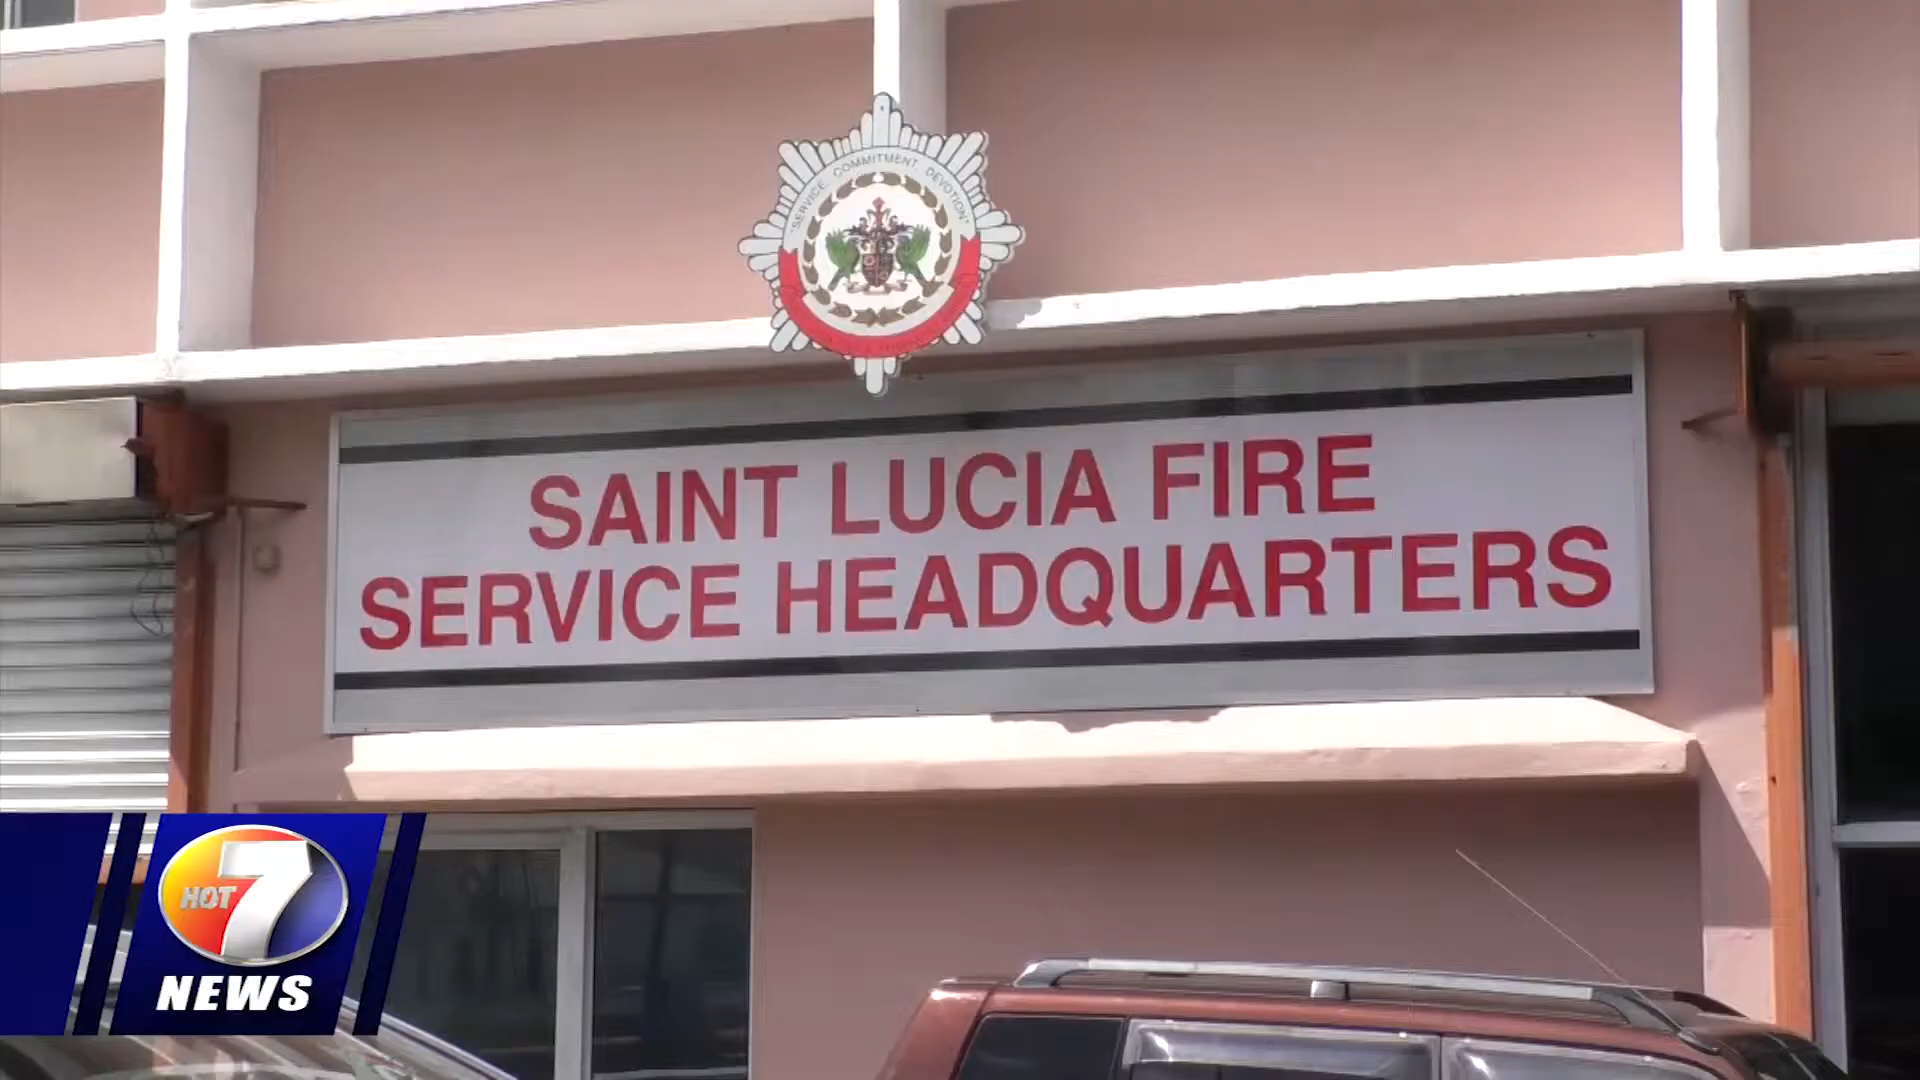 "SERVICE, COMMITMENT, DEVOTION"
SAINT LUCIA FIRE
SERVICE HEADQUARTERS
HOT 7
NEWS